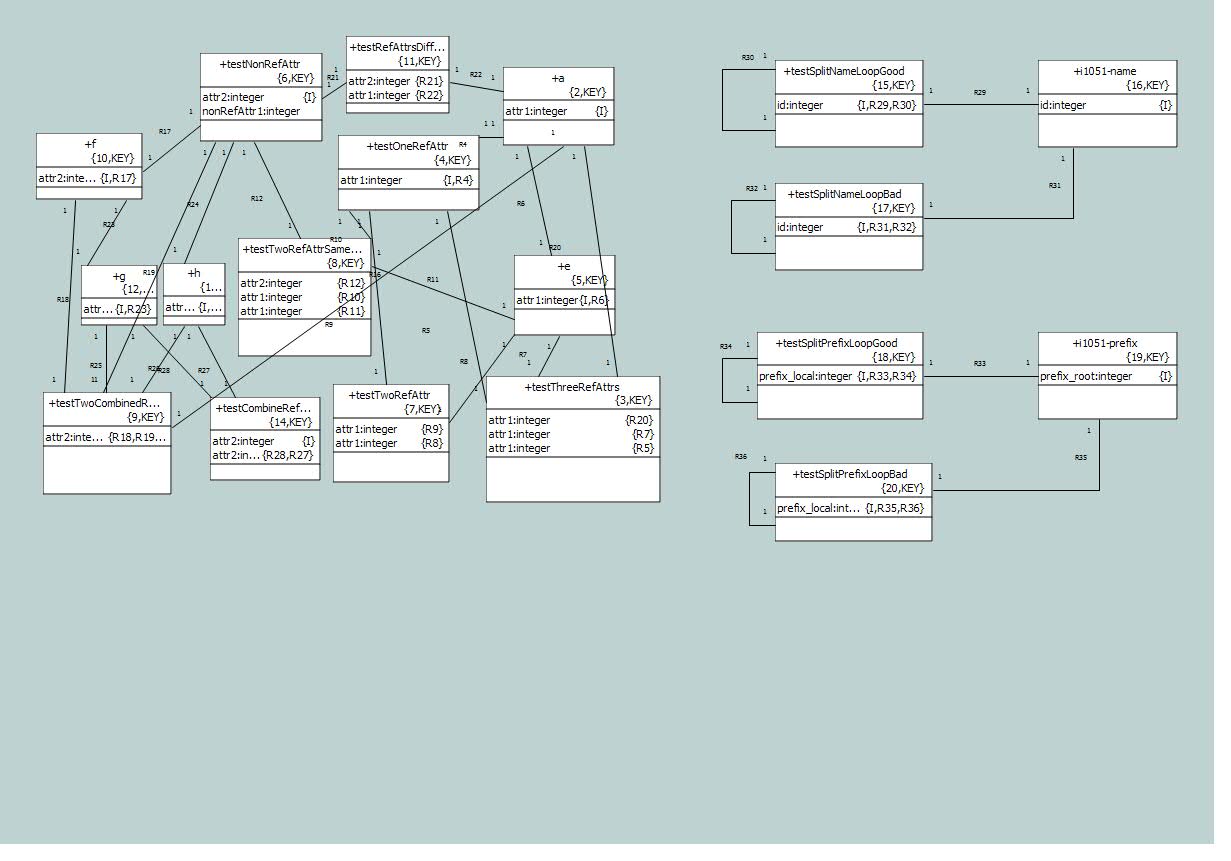 +testNonRefAttr
{6,KEY}
attr2:integer {I}
nonRefAttr1:integer
+testRefAttrsDiff...
{11,KEY}
attr2:integer {R21}
attr1:integer {R22}
+a
{2,KEY}
attr1:integer {I}
+f
{10,KEY}
attr2:inte... {I,R17}
+testOneRefAttr
{4,KEY}
attr1:integer {I,R4}
+testTwoRefAttrSame...
{8,KEY}
attr2:integer {R12}
attr1:integer {R10}
attr1:integer {R11}
+g
{12,...
attr... {I,R23}
+h
{1...
attr... {I,...
+e
{5,KEY}
attr1:integer{I,R6}
+testTwoCombinedR...
{9,KEY}
attr2:inte... {R18,R19...
+testCombineRef...
{14,KEY}
attr2:integer {I}
attr2:in... {R28,R27}
+testTwoRefAttr
{7,KEY}
attr1:integer {R9}
attr1:integer {R8}
+testThreeRefAttrs
{3,KEY}
attr1:integer {R20}
attr1:integer {R7}
attr1:integer {R5}
R17
R21
R22
R4
R12
R24
R23
R19
R18
R10
R16
R11
R6
R20
R9
R5
R8
R7
R25
R28
R27
R30
+testSplitNameLoopGood
{15,KEY}
id:integer {I,R29,R30}
R29
+i1051-name
{16,KEY}
id:integer {I}
R32
+testSplitNameLoopBad
{17,KEY}
id:integer {I,R31,R32}
R31
R34
+testSplitPrefixLoopGood
{18,KEY}
prefix_local:integer {I,R33,R34}
R33
+i1051-prefix
{19,KEY}
prefix_root:integer {I}
R36
+testSplitPrefixLoopBad
{20,KEY}
prefix_local:int... {I,R35,R36}
R35